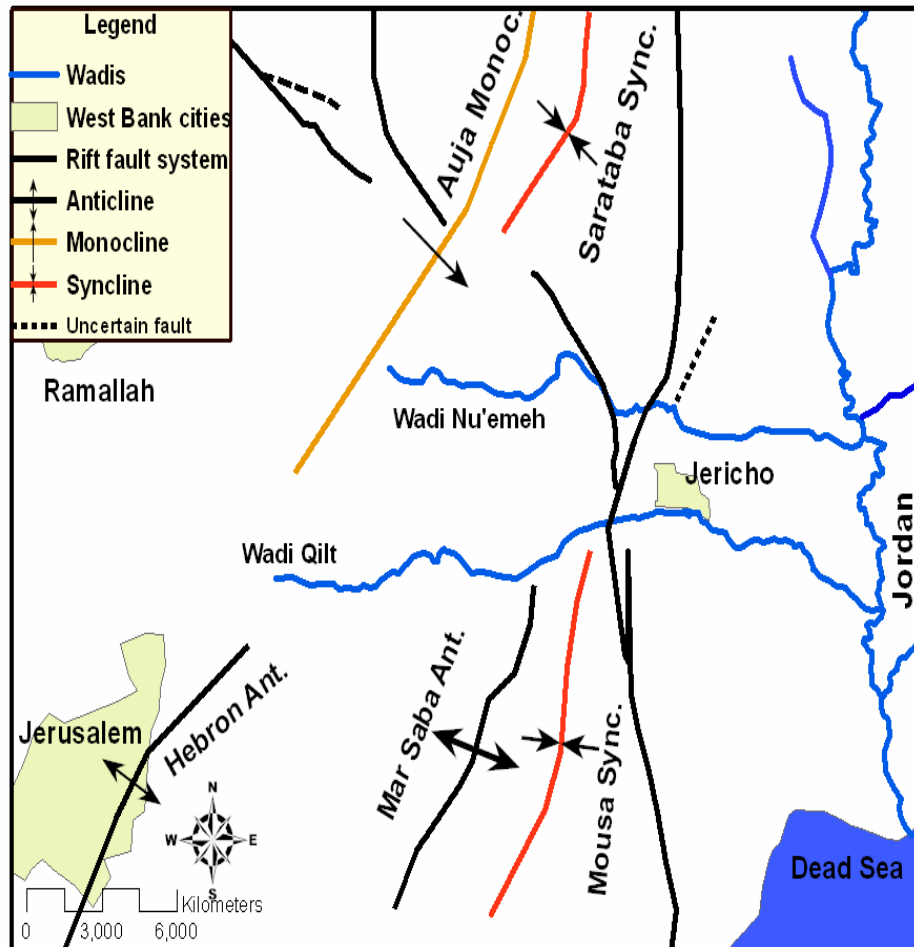 Legend
Wadis
West Bank cities
Rift fault system
Anticline
Monocline
Syncline
Uncertain fault
Auja Monoc.
Sarataba Sync.
Ramallah
Wadi Nu'emeh
Jericho
Wadi Qilt
Jordan
Jerusalem
Hebron Ant.
Mar Saba Ant.
Mousa Sync.
Dead Sea
N
W E
S
Kilometers
0 3,000 6,000